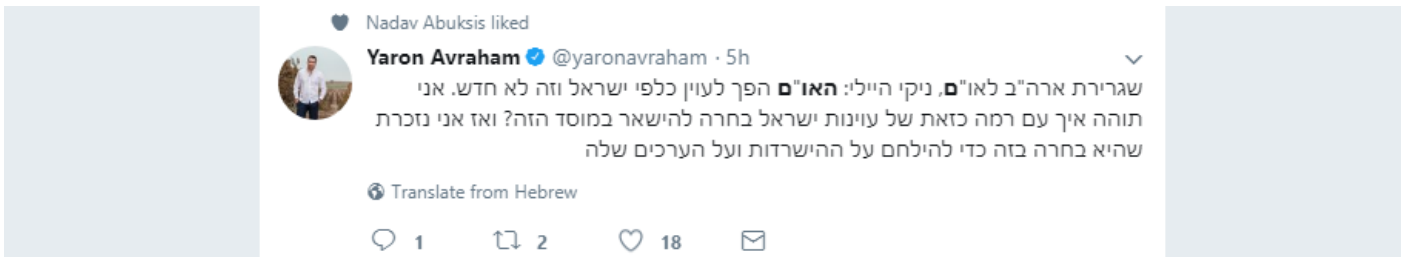 Nadav Abuksis liked
Yaron Avraham @yaronavraham · 5h
שגרירת ארה"ב לאו"ם, ניקי היילי: האו"ם הפך לעוין כלפי ישראל וזה לא חדש. אני
תוהה איך עם רמה כזאת של עוינות ישראל בחרה להישאר במוסד הזה? ואז אני נזכרת
שהיא בחרה בזה כדי להילחם על ההישרדות ועל הערכים שלה
Translate from Hebrew
1 2 18